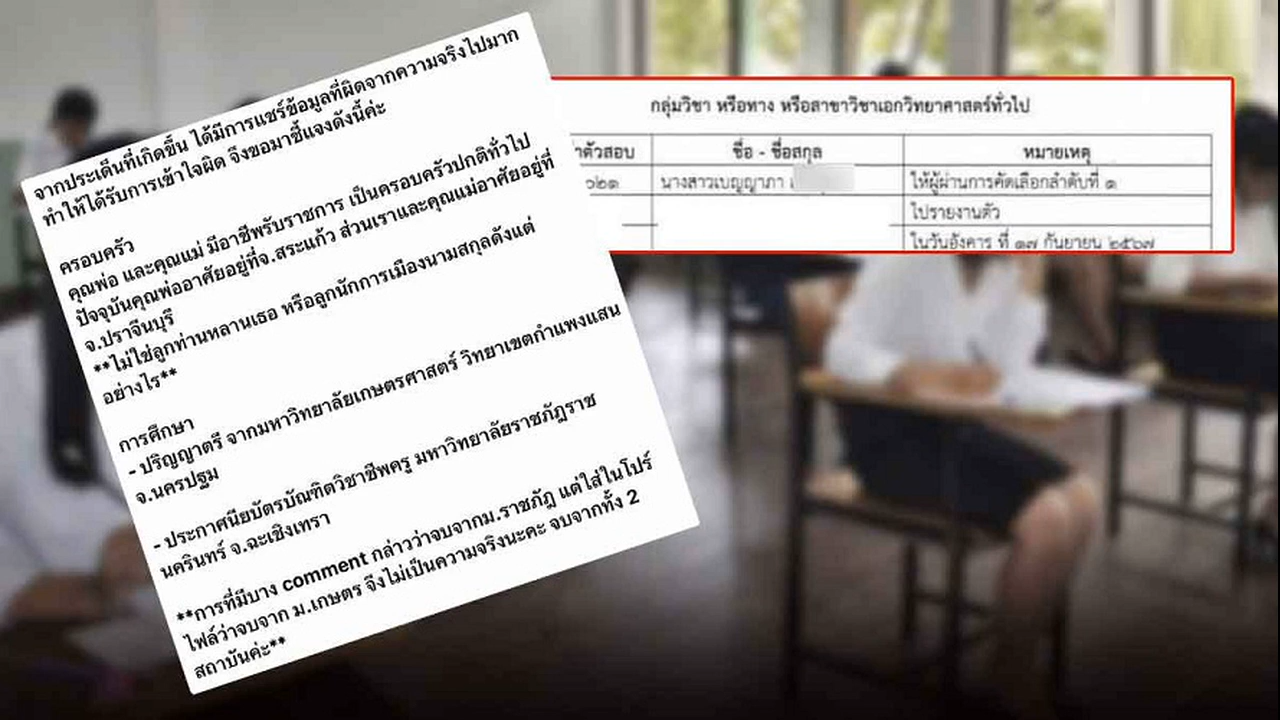 จากประเด็นที่เกิดขึ้น ได้มีการแชร์ข้อมูลที่ผิดจากความจริงไปมาก
ทำให้ได้รับการเข้าใจผิด จึงขอมาชี้แจงดังนี้ค่ะ
ครอบครัว
คุณพ่อ และคุณแม่ มีอาชีพรับราชการ เป็นครอบครัวปกติทั่วไป
ปัจจุบันคุณพ่ออาศัยอยู่ที่จ.สระแก้ว ส่วนเราและคุณแม่อาศัยอยู่ที่
จ.ปราจีนบุรี
**ไม่ใช่ลูกท่านหลานเธอ หรือลูกนักการเมืองนามสกุลดังแต่
อย่างไร**
การศึกษา
- ปริญญาตรี จากมหาวิทยาลัยเกษตรศาสตร์ วิทยาเขตกำแพงแสน
จ.นครปฐม
- ประกาศนียบัตรบัณฑิตวิชาชีพครู มหาวิทยาลัยราชภัฏราช
นครินทร์ จ.ฉะเชิงเทรา
**การที่มีบาง comment กล่าวว่าจบจากม.ราชภัฏ แต่ใส่ในโปร์
ไฟล์ว่าจบจาก ม.เกษตร จึงไม่เป็นความจริงนะคะ จบจากทั้ง 2
สถาบันค่ะ**
กลุ่มวิชา หรือทาง หรือสาขาวิชาเอกวิทยาศาสตร์ทั่วไป
าตัวสอบ ชื่อ - ชื่อสกุล หมายเหตุ
๐๒๑ นางสาวเบญญาภา ให้ผู้ผ่านการคัดเลือกลำดับที่ ๑
ไปรายงานตัว
ในวันอังคาร ที่ ๑๗ กันยายน ๒๕๖๗